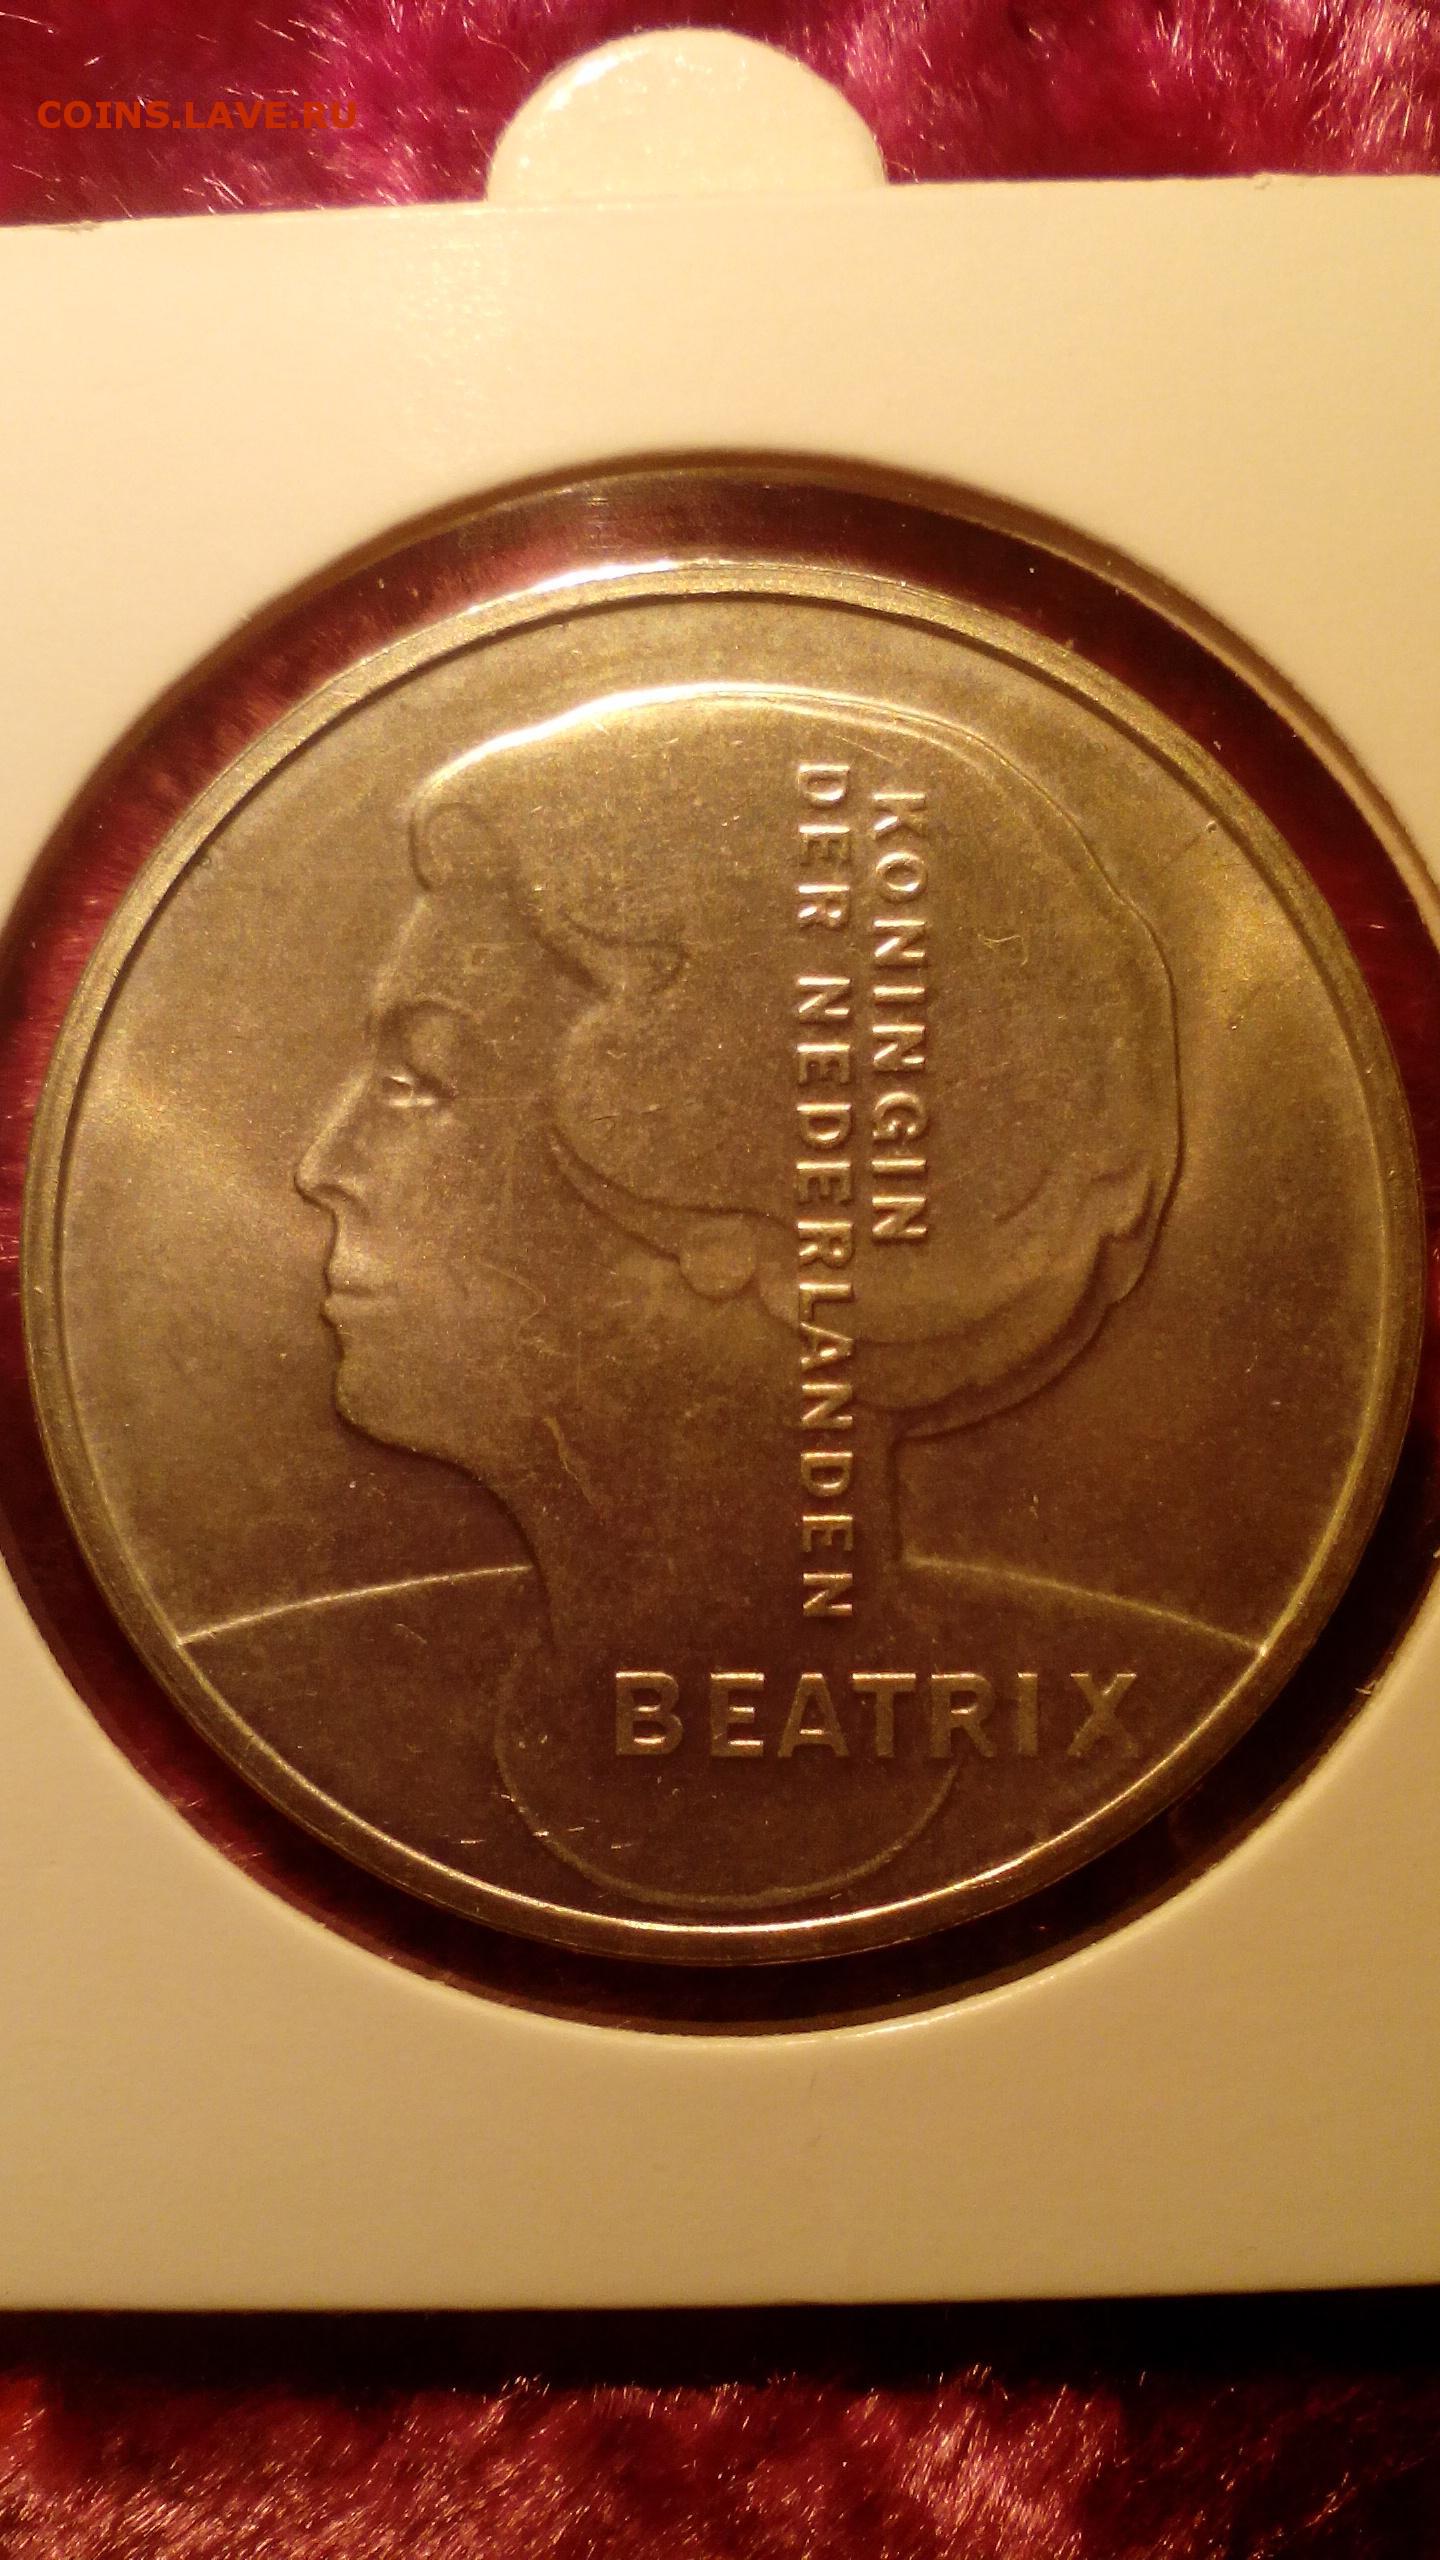 COINS.LAVE.RU
KONINGIN
DER NEDERLANDEN
BEATRIX